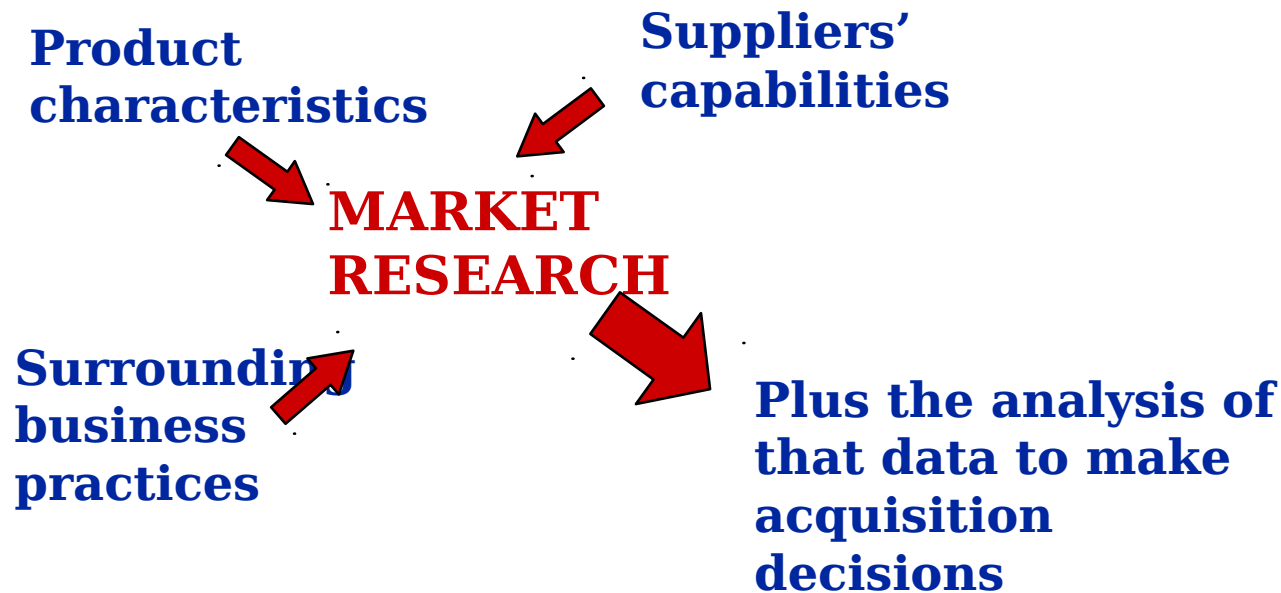 Product
characteristics
Suppliers’
capabilities
MARKET
RESEARCH
Surrounding
business
practices
Plus the analysis of
that data to make
acquisition
decisions